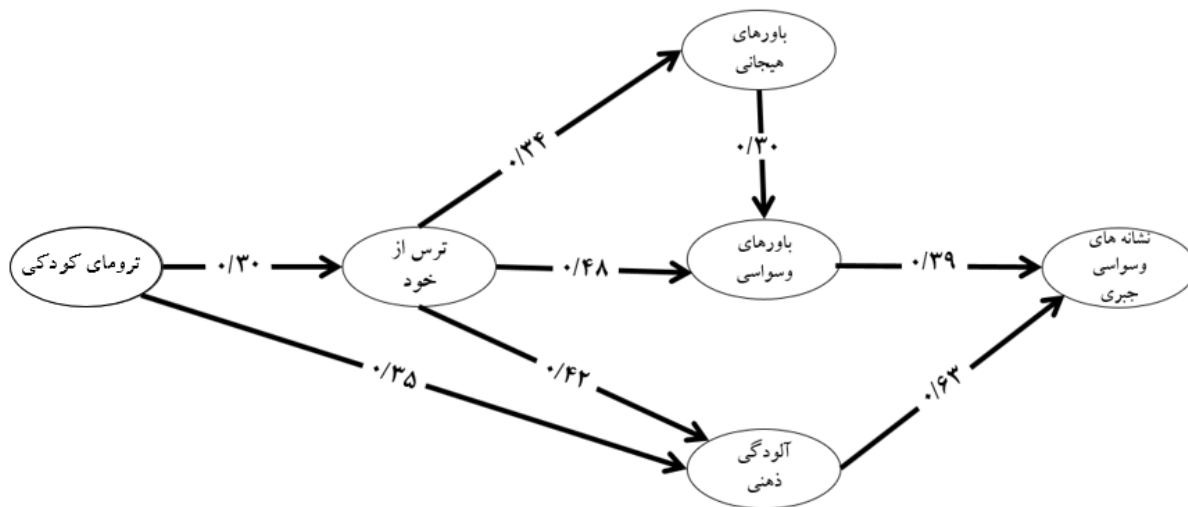 باورهای
هیجانی
۰/۳۴
۰/۳۰
ترومای کودکی
۰/۳۰
ترس از
خود
۰/۴۸
باورهای
وسواسی
۰/۳۹
نشانه های
وسواسی
جبری
۰/۳۵
۰/۴۲
۰/۶۳
آلودگی
ذهنی